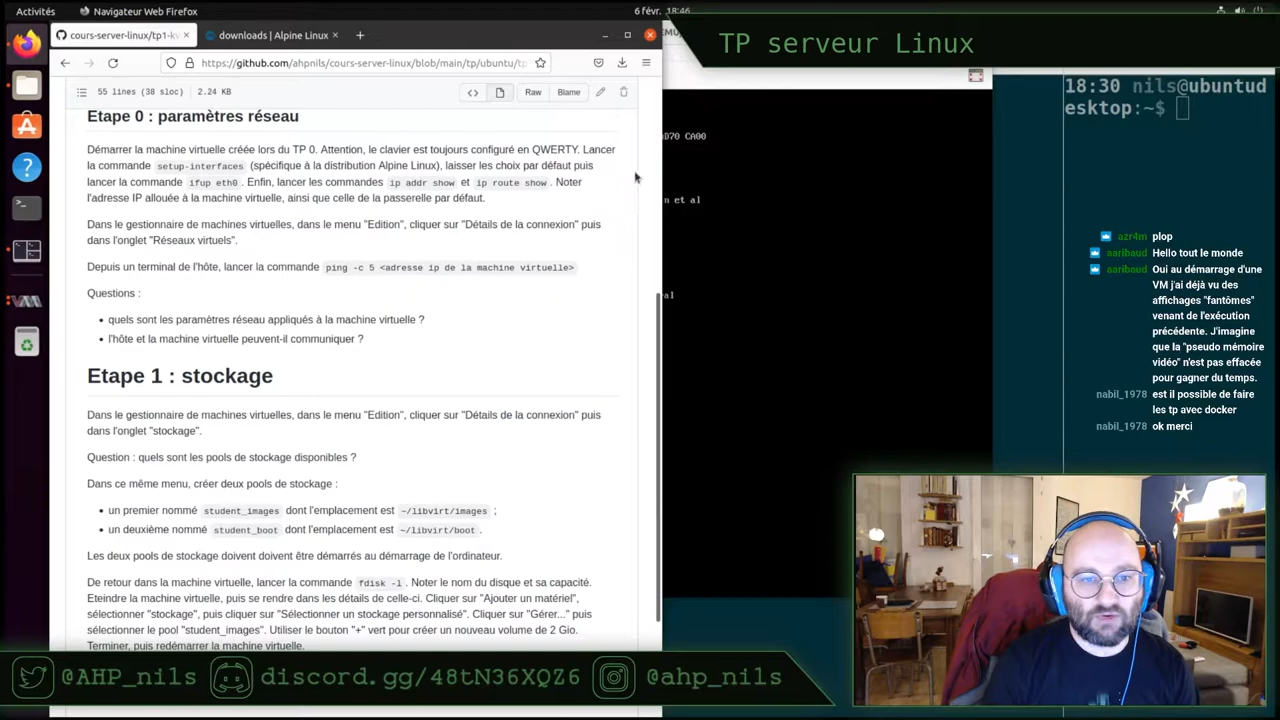 Activités
Navigateur Web Firefox
6 févr. 18:46
cours-server-linux/tp1-kv
downloads | Alpine Linux
https://github.com/ahpnils/cours-server-linux/blob/main/tp/ubuntu/tp
55 lines (38 sloc)
2.24 KB
Raw
Blame
Etape 0 : paramètres réseau
Démarrer la machine virtuelle créée lors du TP 0. Attention, le clavier est toujours configuré en QWERTY. Lancer
la commande setup-interfaces (spécifique à la distribution Alpine Linux), laisser les choix par défaut puis
lancer la commande ifup eth0. Enfin, lancer les commandes ip addr show et ip route show. Noter
l'adresse IP allouée à la machine virtuelle, ainsi que celle de la passerelle par défaut.
Dans le gestionnaire de machines virtuelles, dans le menu "Edition", cliquer sur "Détails de la connexion" puis
dans l'onglet "Réseaux virtuels".
Depuis un terminal de l'hôte, lancer la commande ping -c 5 <adresse ip de la machine virtuelle>
Questions :
• quels sont les paramètres réseau appliqués à la machine virtuelle ?
• l'hôte et la machine virtuelle peuvent-il communiquer ?
Etape 1 : stockage
Dans le gestionnaire de machines virtuelles, dans le menu "Edition", cliquer sur "Détails de la connexion" puis
dans l'onglet "stockage".
Question : quels sont les pools de stockage disponibles ?
Dans ce même menu, créer deux pools de stockage :
• un premier nommé student_images dont l'emplacement est ~/libvirt/images ;
• un deuxième nommé student_boot dont l'emplacement est ~/libvirt/boot.
Les deux pools de stockage doivent doivent être démarrés au démarrage de l'ordinateur.
De retour dans la machine virtuelle, lancer la commande fdisk -l. Noter le nom du disque et sa capacité.
Eteindre la machine virtuelle, puis se rendre dans les détails de celle-ci. Cliquer sur "Ajouter un matériel",
sélectionner "stockage", puis cliquer sur "Sélectionner un stockage personnalisé". Cliquer sur "Gérer..." puis
sélectionner le pool "student_images". Utiliser le bouton "+" vert pour créer un nouveau volume de 2 Gio.
Terminer, puis redémarrer la machine virtuelle.
D70 CA00
n et al
al
TP serveur Linux
18:30 nils@ubuntud
esktop:~$
azr4m plop
aaribaud Hello tout le monde
aaribaud Oui au démarrage d'une
VM j'ai déjà vu des
affichages "fantômes"
venant de l'exécution
précédente. J'imagine
que la "pseudo mémoire
vidéo" n'est pas effacée
pour gagner du temps.
nabil_1978 est il possible de faire
les tp avec docker
nabil_1978 ok merci
@AHP_nils
discord.gg/48tN36XQZ6
@ahp_nils